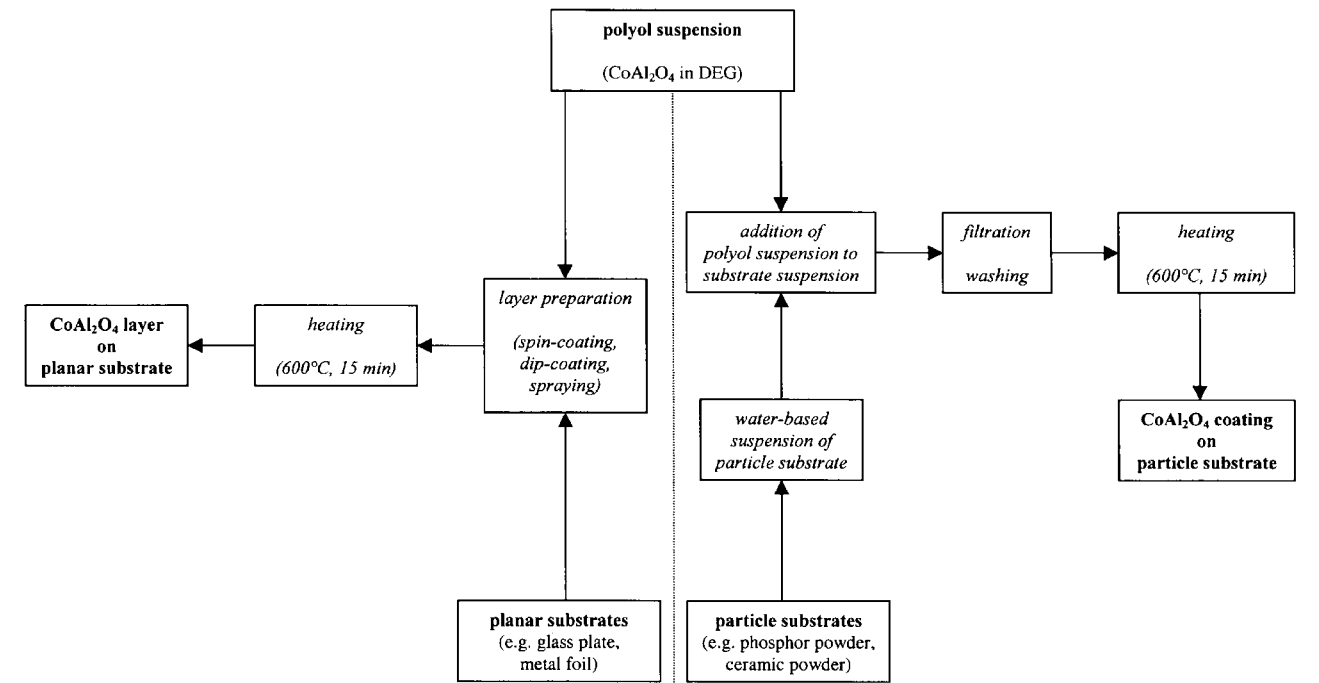 polyol suspension
(CoAl₂O₄ in DEG)
addition of
polyol suspension to
substrate suspension
filtration
washing
heating
(600°C, 15 min)
layer preparation
(spin-coating,
dip-coating,
spraying)
CoAl₂O₄ layer
on
planar substrate
heating
(600°C, 15 min)
water-based
suspension of
particle substrate
CoAl₂O₄ coating
on
particle substrate
planar substrates
(e.g. glass plate,
metal foil)
particle substrates
(e.g. phosphor powder,
ceramic powder)